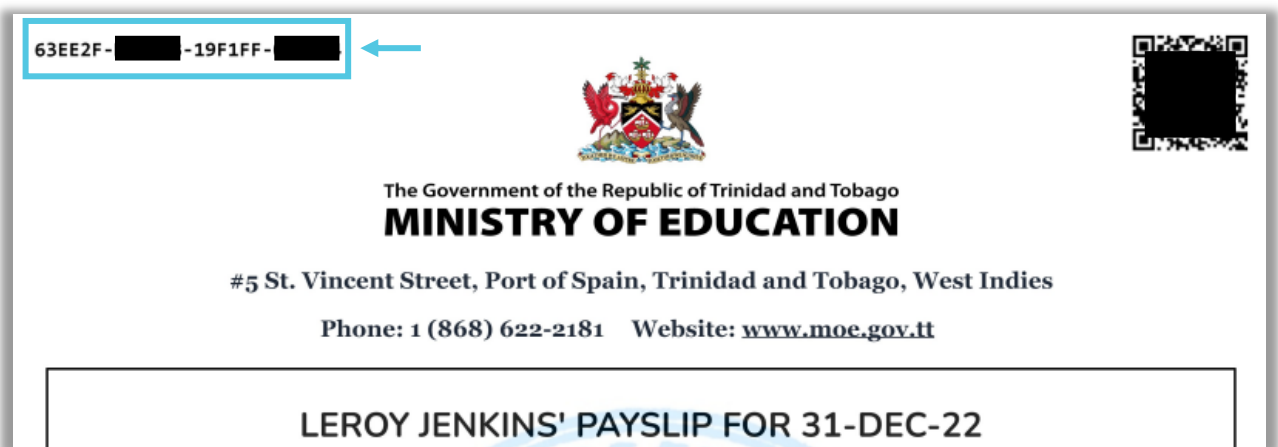 63EE2F- -19F1FF-
The Government of the Republic of Trinidad and Tobago
MINISTRY OF EDUCATION
#5 St. Vincent Street, Port of Spain, Trinidad and Tobago, West Indies
Phone: 1 (868) 622-2181 Website: www.moe.gov.tt
LEROY JENKINS' PAYSLIP FOR 31-DEC-22